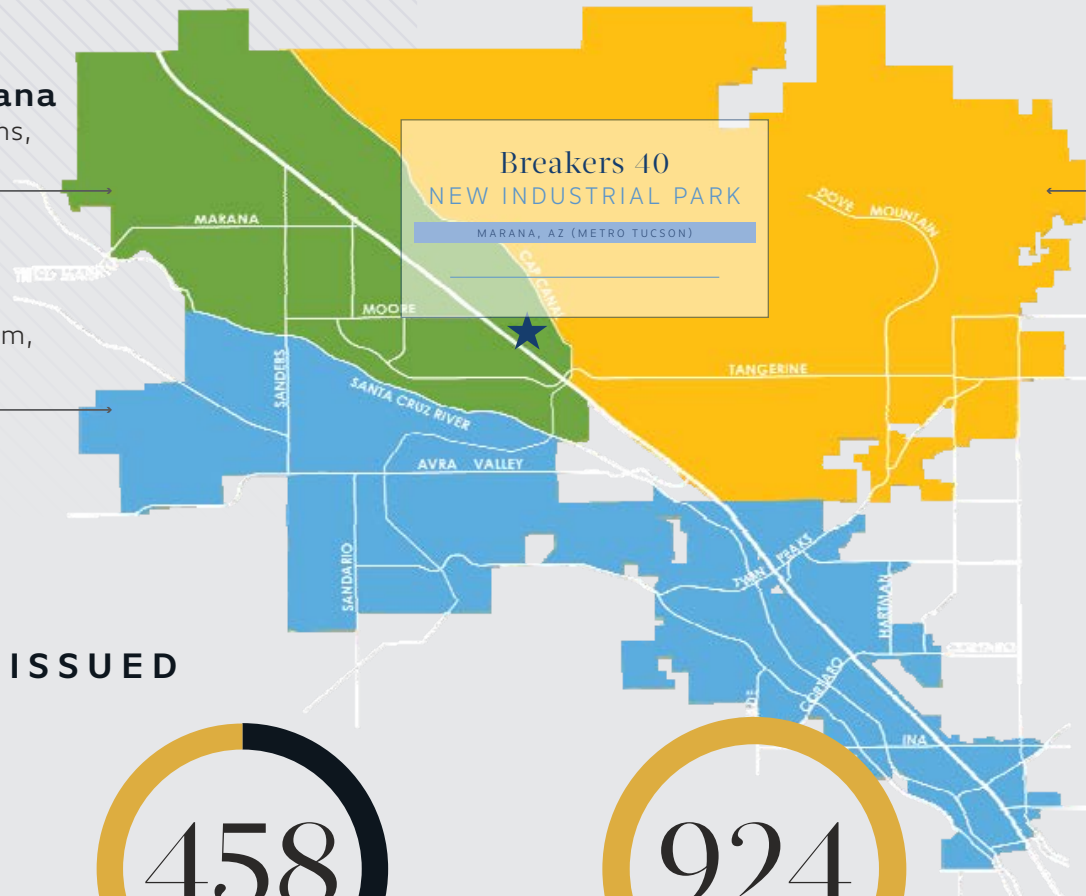 ana
ns,
Breakers 40
NEW INDUSTRIAL PARK
MARANA, AZ (METRO TUCSON)
DOVE MOUNTAIN
MARANA
CAP CANAL
MOORE
m,
SANDERS
SANTA CRUZ RIVER
TANGERINE
AVRA VALLEY
SANDARIO
TWIN PEAKS
HARTMAN
CORTARO
ISSUED
INA
458
924